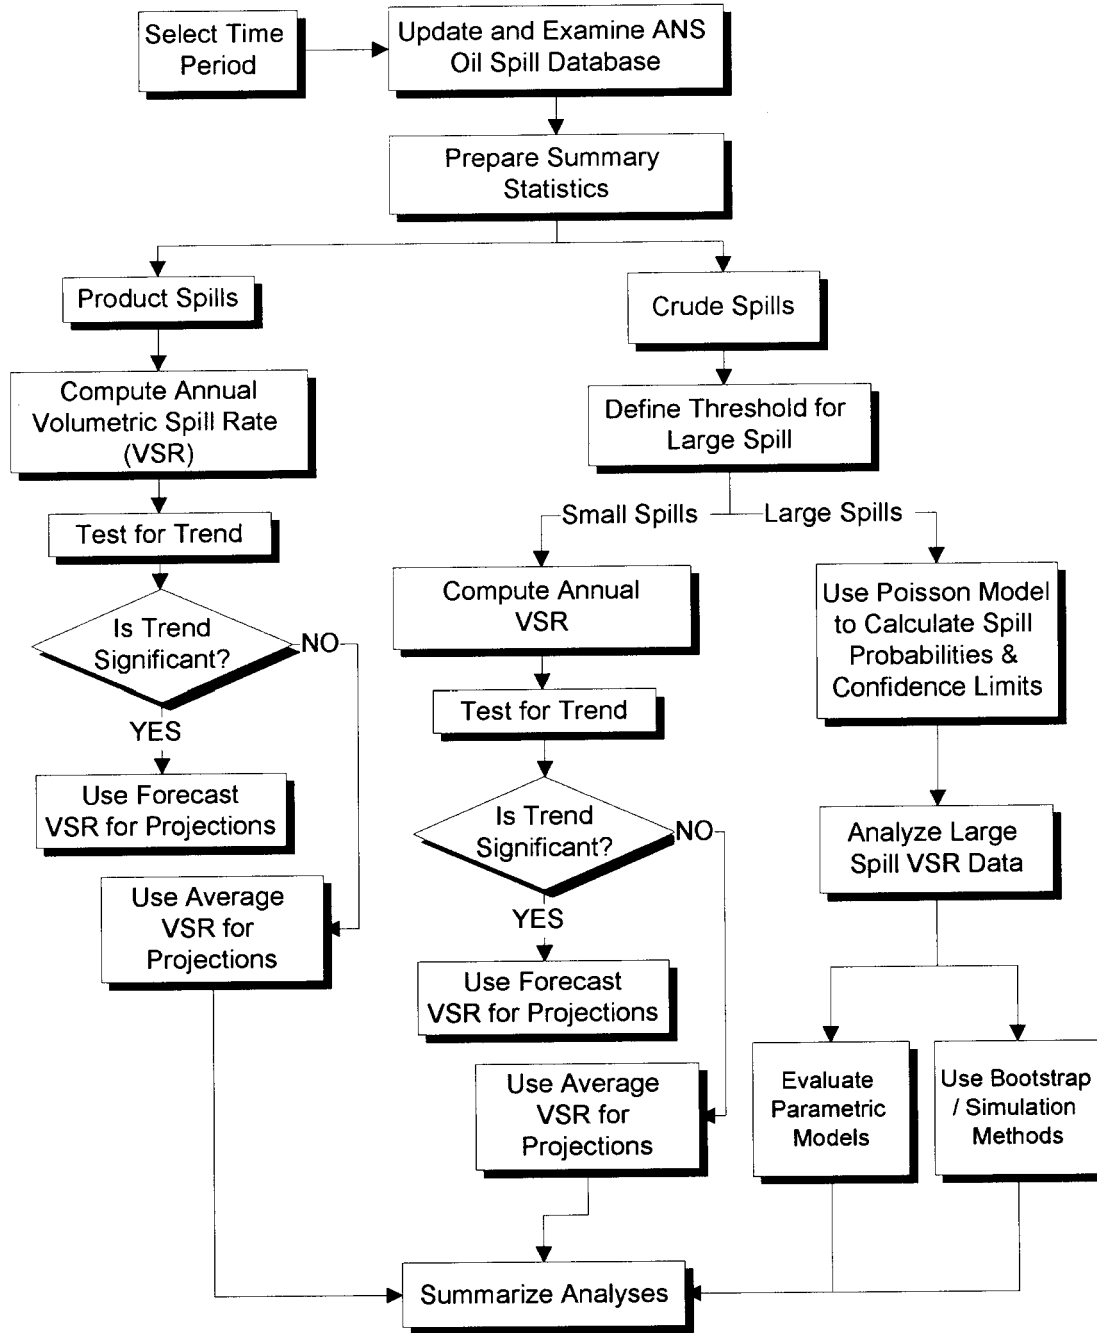 Select Time
Period
Update and Examine ANS
Oil Spill Database
Prepare Summary
Statistics
Product Spills
Crude Spills
Compute Annual
Volumetric Spill Rate
(VSR)
Define Threshold for
Large Spill
Small Spills
Large Spills
Test for Trend
Compute Annual
VSR
Use Poisson Model
to Calculate Spill
Probabilities &
Confidence Limits
Is Trend
Significant?
NO
YES
Test for Trend
Use Forecast
VSR for Projections
Is Trend
Significant?
NO
YES
Analyze Large
Spill VSR Data
Use Average
VSR for
Projections
Use Forecast
VSR for Projections
Use Average
VSR for
Projections
Evaluate
Parametric
Models
Use Bootstrap
/ Simulation
Methods
Summarize Analyses